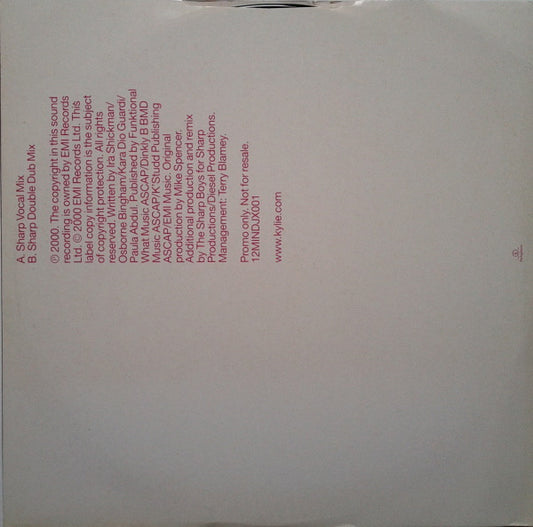 A. Sharp Vocal Mix
B. Sharp Double Dub Mix
℗ 2000. The copyright in this sound
recording is owned by EMI Records
Ltd. © 2000 EMI Records Ltd. This
label copy information is the subject
of copyright protection. All rights
reserved. Written by Ira Shickman/
Osborne Bingham/Kara Dio Guardi/
Paula Abdul. Published by Funktional
What Music ASCAP/Dinkly B BMD
Music ASCAP/K'Studd Publishing
ASCAP/EMI Music. Original
production by Mike Spencer.
Additional production and remix
by The Sharp Boys for Sharp
Productions/Diesel Productions.
Management: Terry Blamey.
Promo only. Not for resale.
12MINDJX001
www.kylie.com